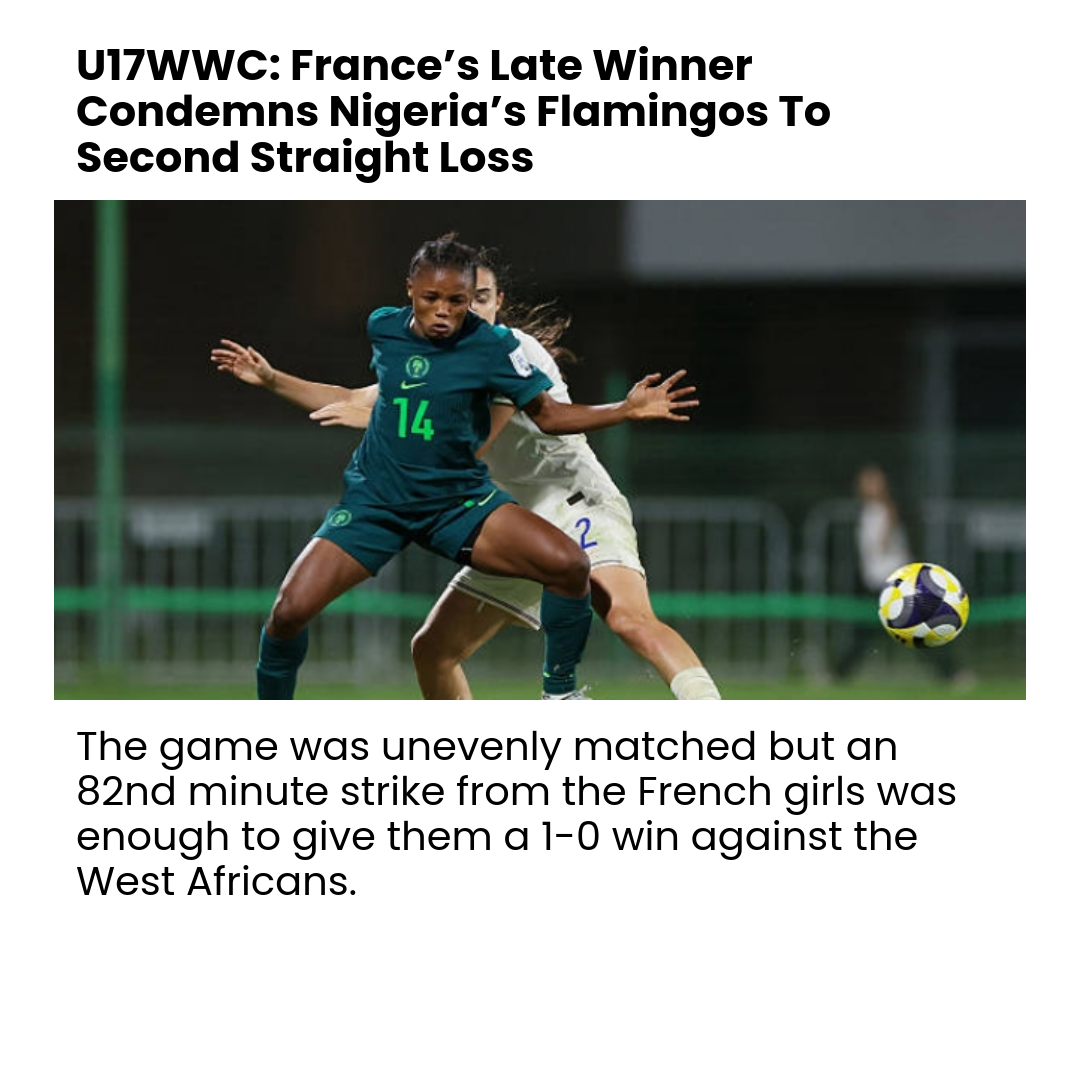 U17WWC: France’s Late Winner
Condemns Nigeria’s Flamingos To
Second Straight Loss
14
2
The game was unevenly matched but an
82nd minute strike from the French girls was
enough to give them a 1-0 win against the
West Africans.